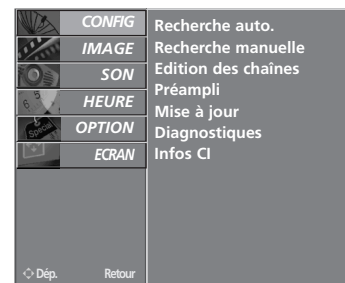 CONFIG
IMAGE
SON
HEURE
Special
OPTION
ECRAN
Dép.
Retour
Recherche auto.
Recherche manuelle
Edition des chaînes
Préampli
Mise à jour
Diagnostiques
Infos CI